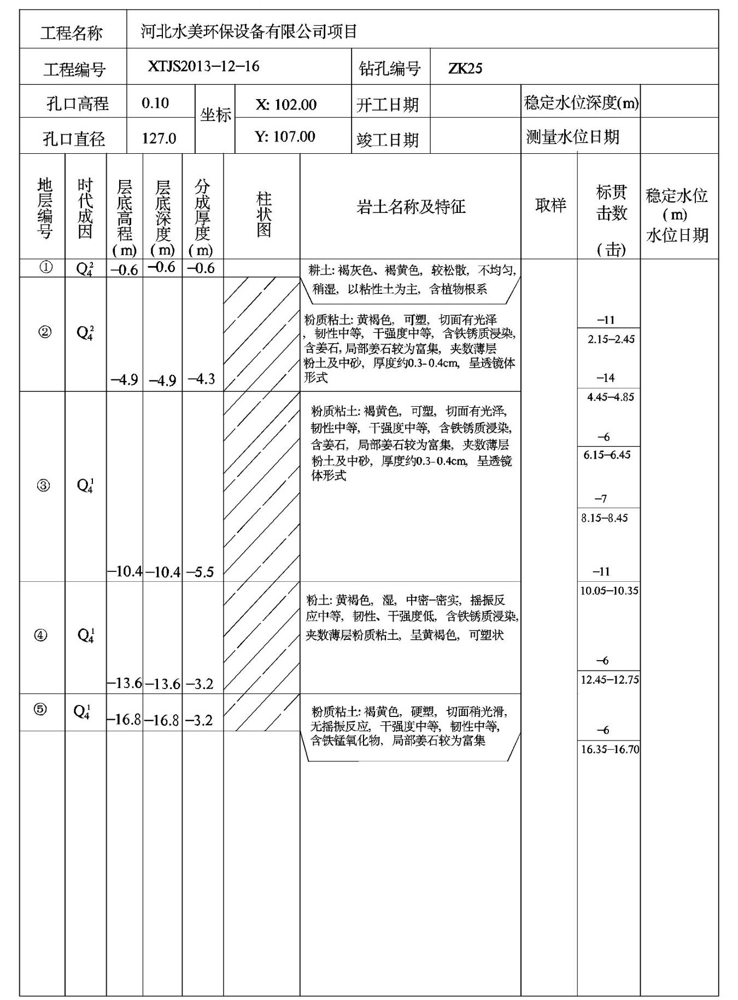 工程名称 河北水美环保设备有限公司项目
工程编号 XTJS2013-12-16 钻孔编号 ZK25
孔口高程 0.10 坐标 X: 102.00 开工日期 稳定水位深度(m)
孔口直径 127.0 Y: 107.00 竣工日期 测量水位日期
地层编号
时代成因
层底高程(m)
层底深度(m)
分成厚度(m)
柱状图
岩土名称及特征
取样
标贯
击数
(击)
稳定水位
(m)
水位日期
① Q₄² -0.6 -0.6 -0.6
耕土: 褐灰色、褐黄色, 较松散, 不均匀,
稍湿, 以粘性土为主, 含植物根系
② Q₄² -4.9 -4.9 -4.3
粉质粘土: 黄褐色, 可塑, 切面有光泽
, 韧性中等, 干强度中等, 含铁锈质浸染,
含姜石, 局部姜石较为富集, 夹数薄层
粉土及中砂, 厚度约0.3-0.4cm, 呈透镜体
形式
-11
2.15-2.45
-14
4.45-4.85
③ Q₄¹ -10.4 -10.4 -5.5
粉质粘土: 褐黄色, 可塑, 切面有光泽,
韧性中等, 干强度中等, 含铁锈质浸染,
含姜石, 局部姜石较为富集, 夹数薄层
粉土及中砂, 厚度约0.3-0.4cm, 呈透镜
体形式
-6
6.15-6.45
-7
8.15-8.45
-11
10.05-10.35
④ Q₄¹ -13.6 -13.6 -3.2
粉土: 黄褐色, 湿, 中密-密实, 摇振反
应中等, 韧性、干强度低, 含铁锈质浸染,
夹数薄层粉质粘土, 呈黄褐色, 可塑状
-6
12.45-12.75
⑤ Q₄¹ -16.8 -16.8 -3.2
粉质粘土: 褐黄色, 硬塑, 切面稍光滑,
无摇振反应, 干强度中等, 韧性中等,
含铁锰氧化物, 局部姜石较为富集
-6
16.35-16.70